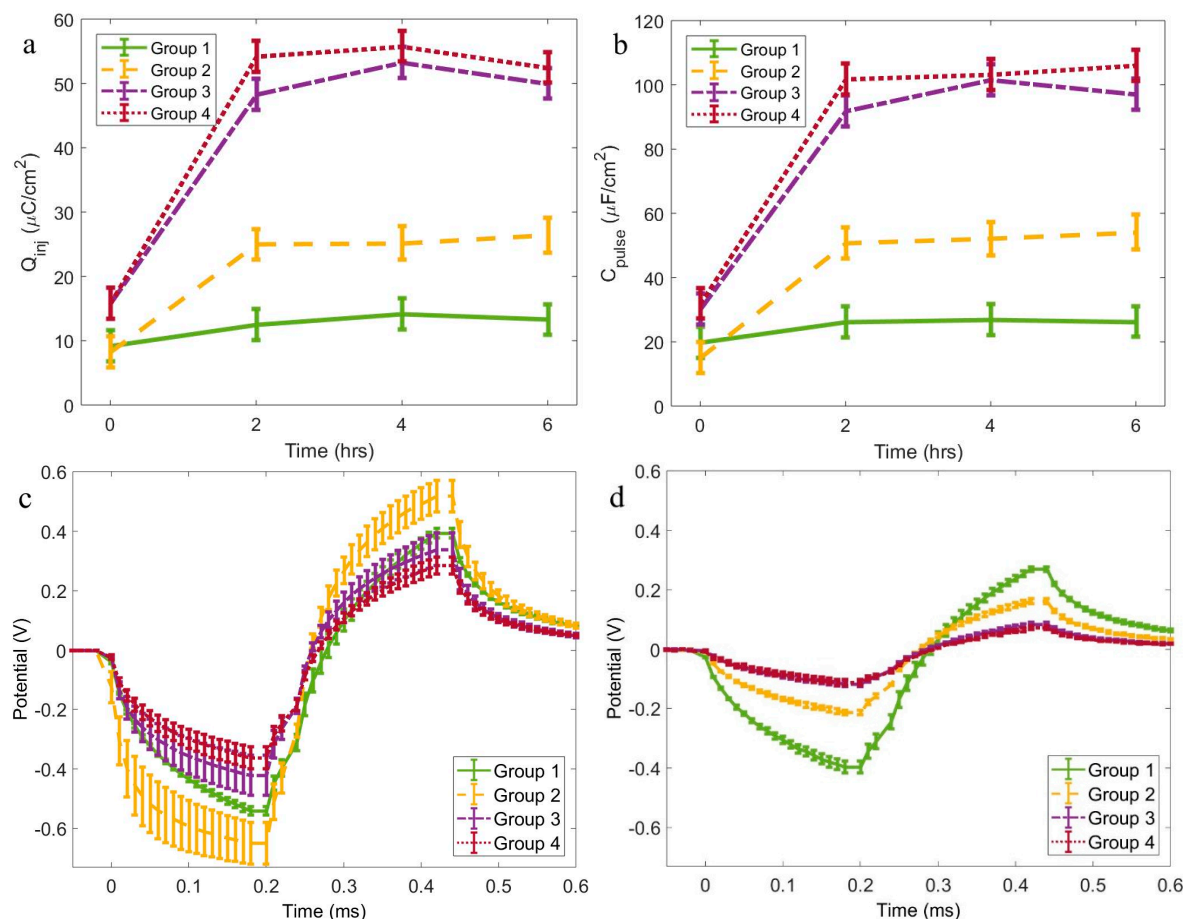 a
Group 1
Group 2
Group 3
Group 4
Q_inj (μC/cm²)
60
50
40
30
20
10
0
0 2 4 6
Time (hrs)
b
Group 1
Group 2
Group 3
Group 4
C_pulse (μF/cm²)
120
100
80
60
40
20
0
0 2 4 6
Time (hrs)
c
Potential (V)
0.6
0.4
0.2
0
-0.2
-0.4
-0.6
Group 1
Group 2
Group 3
Group 4
0 0.1 0.2 0.3 0.4 0.5 0.6
Time (ms)
d
Potential (V)
0.6
0.4
0.2
0
-0.2
-0.4
-0.6
Group 1
Group 2
Group 3
Group 4
0 0.1 0.2 0.3 0.4 0.5 0.6
Time (ms)